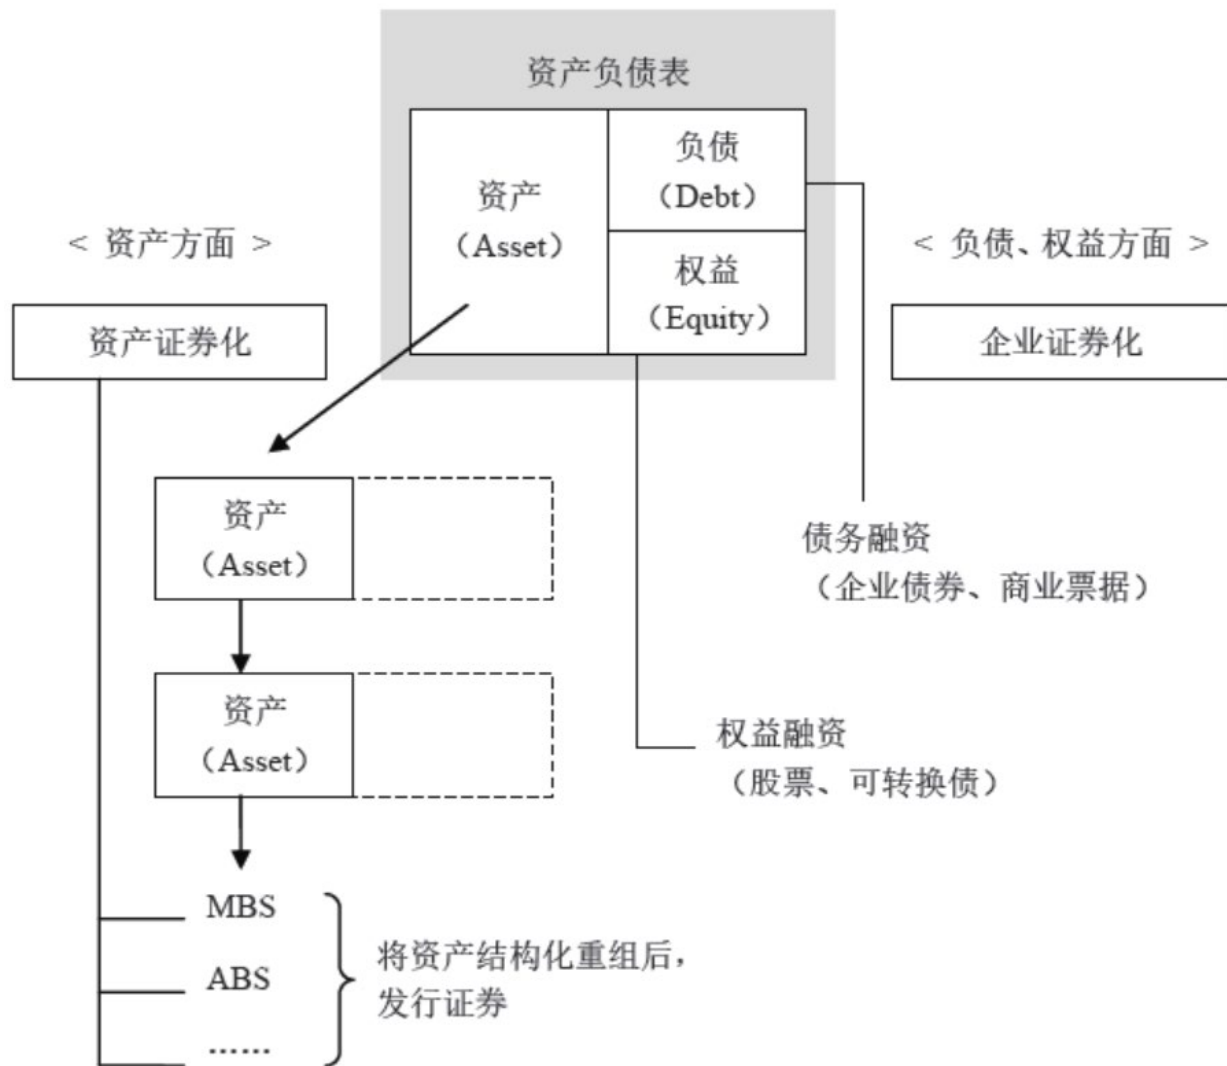 资产负债表
资产
（Asset）
负债
（Debt）
权益
（Equity）
< 资产方面 >
资产证券化
< 负债、权益方面 >
企业证券化
资产
（Asset）
债务融资
（企业债券、商业票据）
资产
（Asset）
权益融资
（股票、可转换债）
MBS
ABS
……
将资产结构化重组后，
发行证券